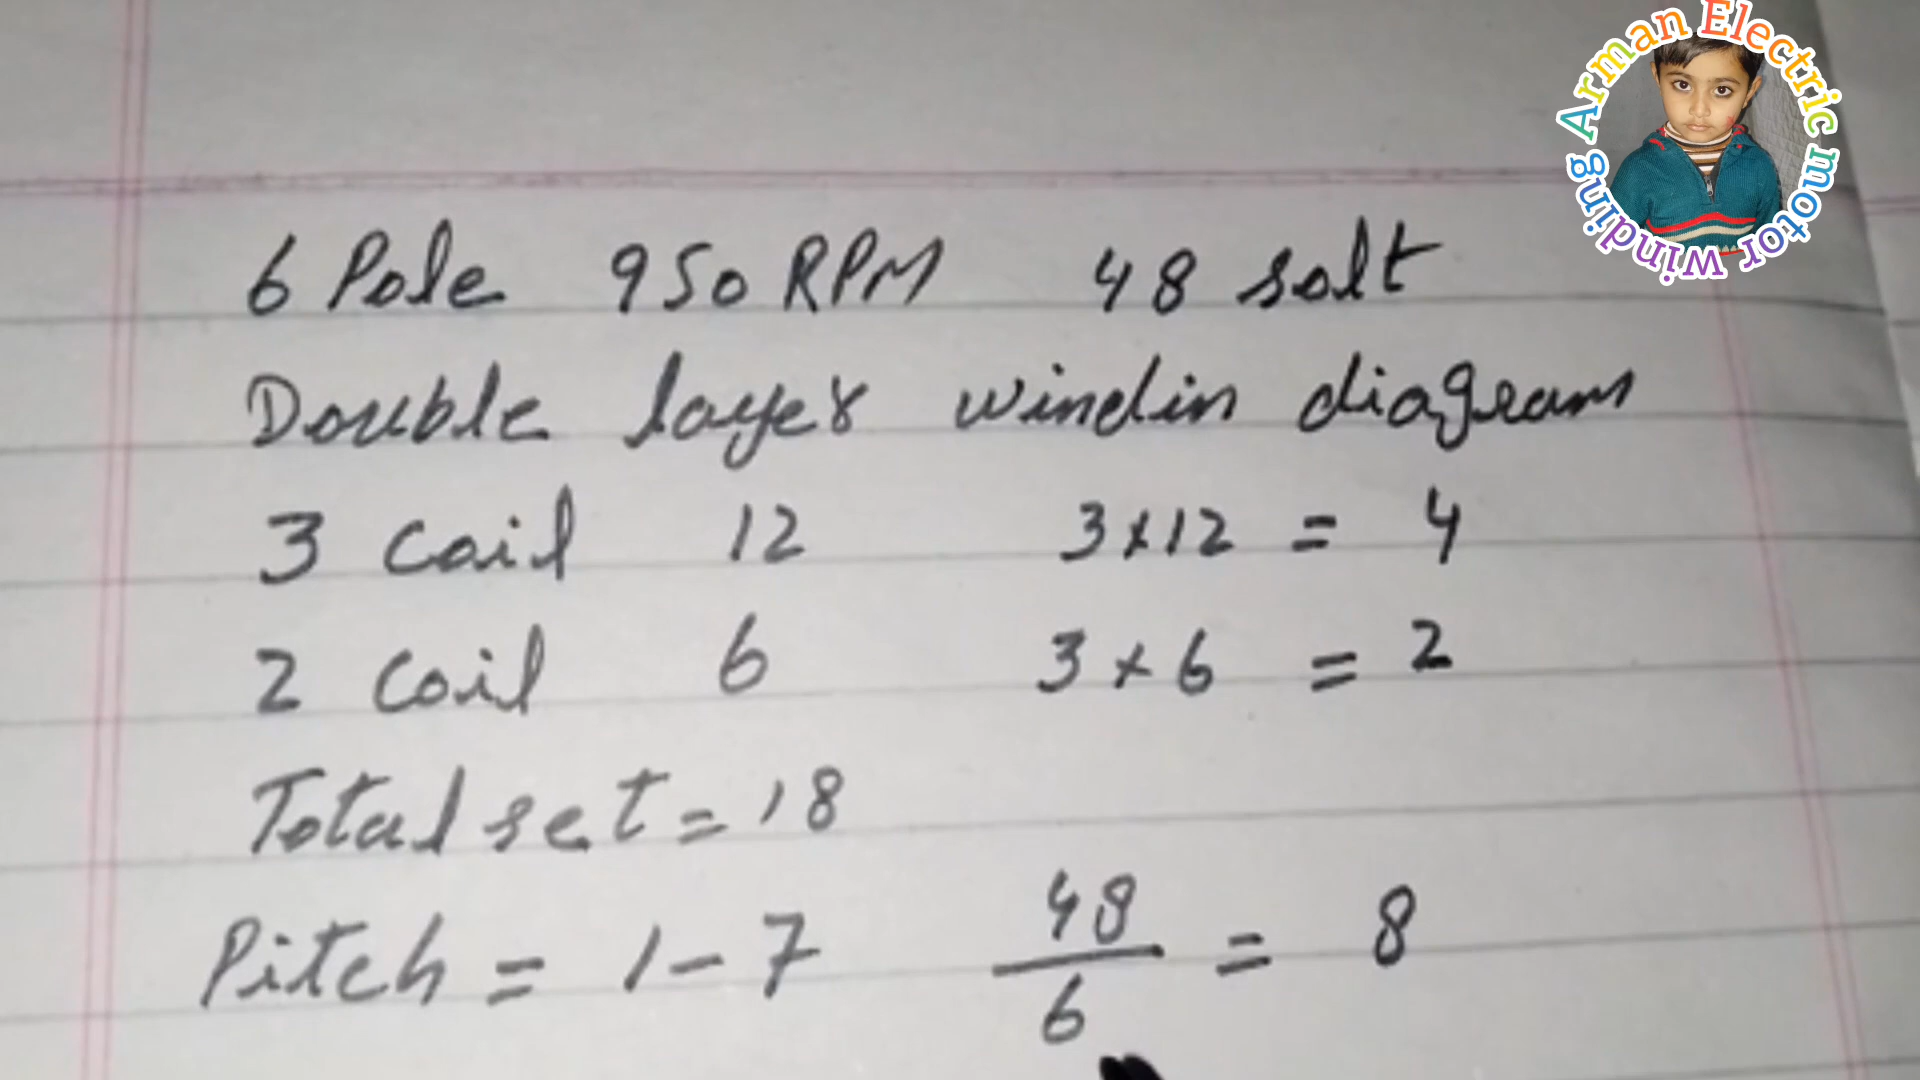 Arman Electric motor winding
6 Pole 950 RPM 48 solt
Double layer windin diagram
3 coil 12 3x12 = 4
2 coil 6 3x6 = 2
Total set = 18
Pitch = 1-7 48/6 = 8